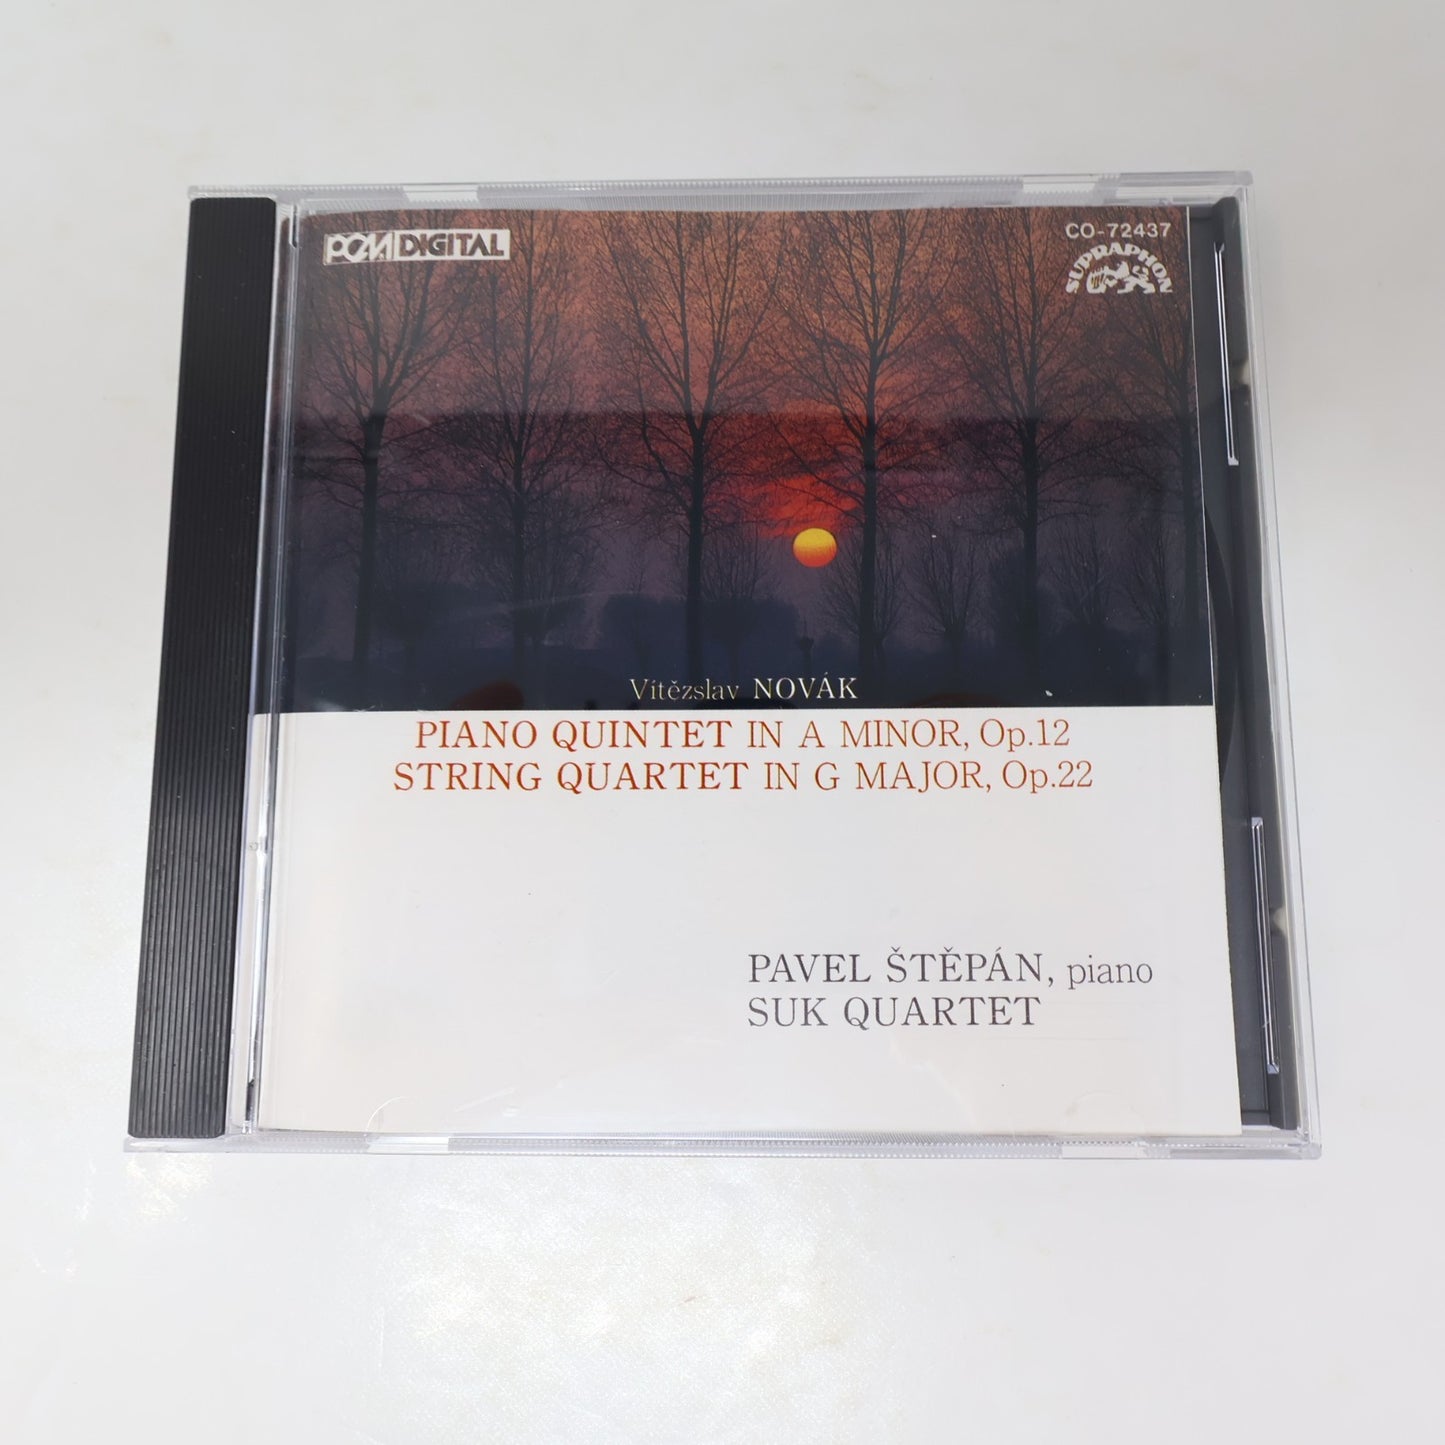 PCM DIGITAL
CO-72437
SUPRAPHON
Vítězslav NOVÁK
PIANO QUINTET IN A MINOR, Op.12
STRING QUARTET IN G MAJOR, Op.22
PAVEL ŠTĚPÁN, piano
SUK QUARTET